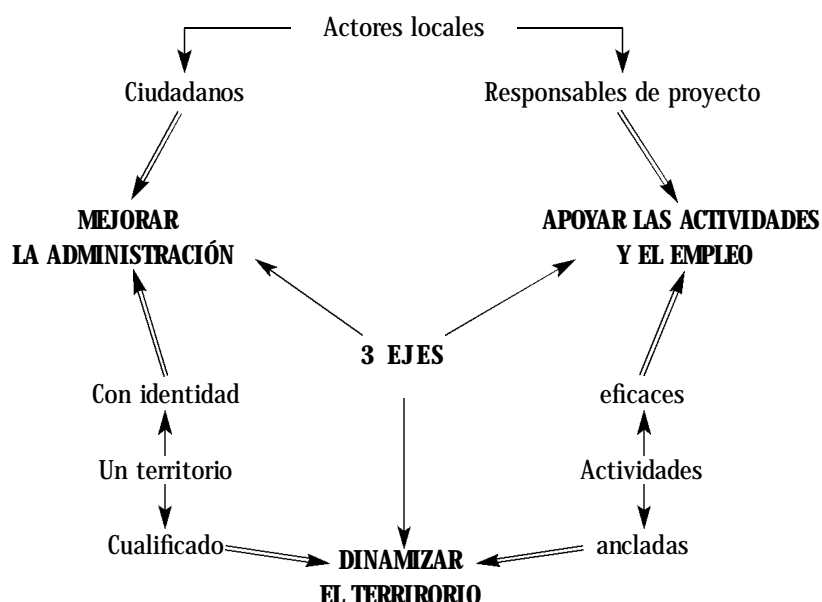 Actores locales
Ciudadanos
Responsables de proyecto
MEJORAR
LA ADMINISTRACIÓN
APOYAR LAS ACTIVIDADES
Y EL EMPLEO
3 EJES
Con identidad
eficaces
Un territorio
Actividades
Cualificado
ancladas
DINAMIZAR
EL TERRIRORIO